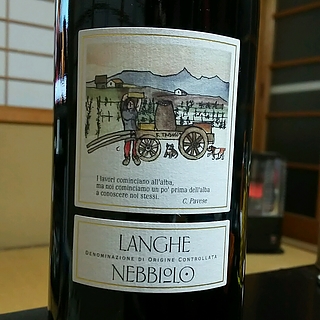 I lavori cominciano all'alba,
ma noi cominciamo un po' prima dell'alba
a conoscere noi stessi.
C. Pavese
LANGHE
DENOMINAZIONE DI ORIGINE CONTROLLATA
NEBBIOLO